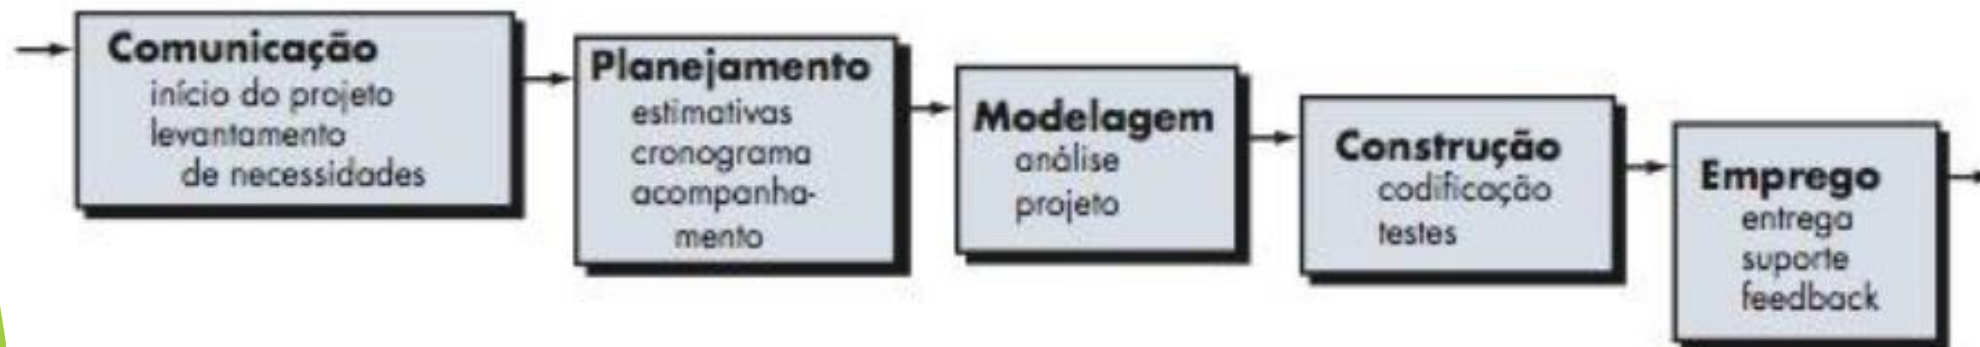 Comunicação
início do projeto
levantamento
de necessidades
Planejamento
estimativas
cronograma
acompanha-
mento
Modelagem
análise
projeto
Construção
codificação
testes
Emprego
entrega
suporte
feedback